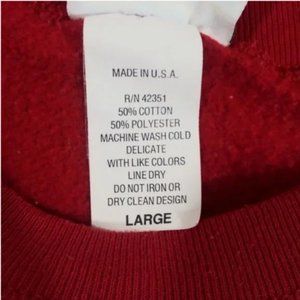 MADE IN U.S.A.
R/N 42351
50% COTTON
50% POLYESTER
MACHINE WASH COLD
DELICATE
WITH LIKE COLORS
LINE DRY
DO NOT IRON OR
DRY CLEAN DESIGN
LARGE